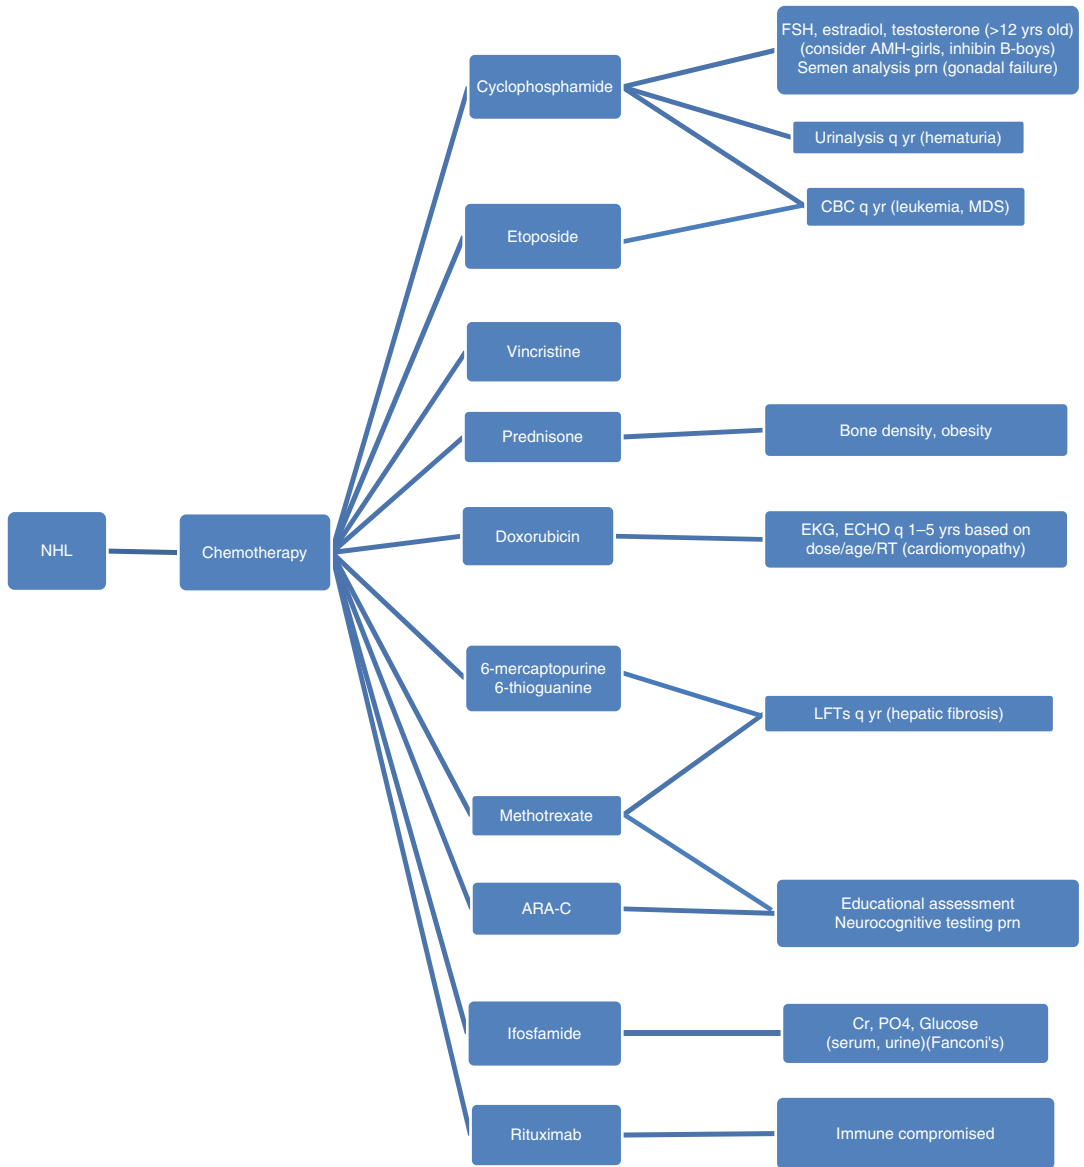 NHL
Chemotherapy
Cyclophosphamide
FSH, estradiol, testosterone (>12 yrs old)
(consider AMH-girls, inhibin B-boys)
Semen analysis prn (gonadal failure)
Urinalysis q yr (hematuria)
CBC q yr (leukemia, MDS)
Etoposide
Vincristine
Prednisone
Bone density, obesity
Doxorubicin
EKG, ECHO q 1–5 yrs based on
dose/age/RT (cardiomyopathy)
6-mercaptopurine
6-thioguanine
LFTs q yr (hepatic fibrosis)
Methotrexate
ARA-C
Educational assessment
Neurocognitive testing prn
Ifosfamide
Cr, PO4, Glucose
(serum, urine)(Fanconi's)
Rituximab
Immune compromised